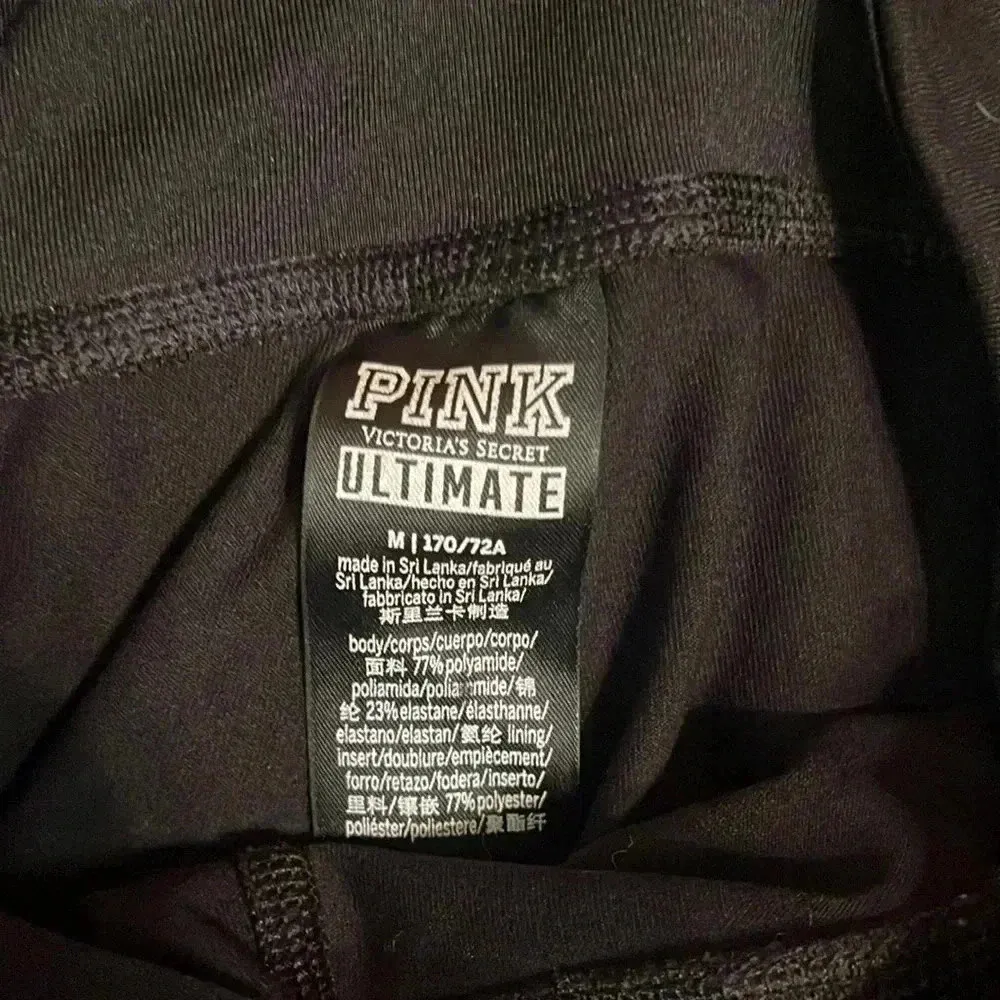 PINK
VICTORIA'S SECRET
ULTIMATE
M | 170/72A
made in Sri Lanka/fabriqué au
Sri Lanka/hecho en Sri Lanka/
fabbricato in Sri Lanka/
斯里兰卡制造
body/corps/cuerpo/corpo/
面料 77% polyamide/
poliamida/poliammide/锦
纶 23% elastane/élasthanne/
elastano/elastan/氨纶 lining/
insert/doublure/empiècement/
forro/retazo/fodera/inserto/
里料/镶嵌 77% polyester/
poliéster/poliestere/聚酯纤